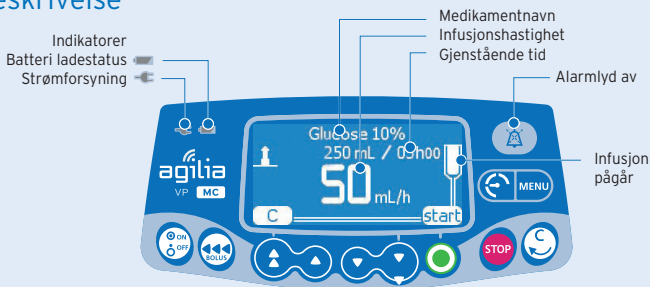 eskrivelse
Indikatorer
Batteri ladestatus
Strømforsyning
Medikamentnavn
Infusjonshastighet
Gjenstående tid
Alarmlyd av
Infusjon
pågår
Glucose 10%
250 mL / 05h00
50 mL/h
C
start
agilia
VP MC
MENU
ON
OFF
BOLUS
STOP
C